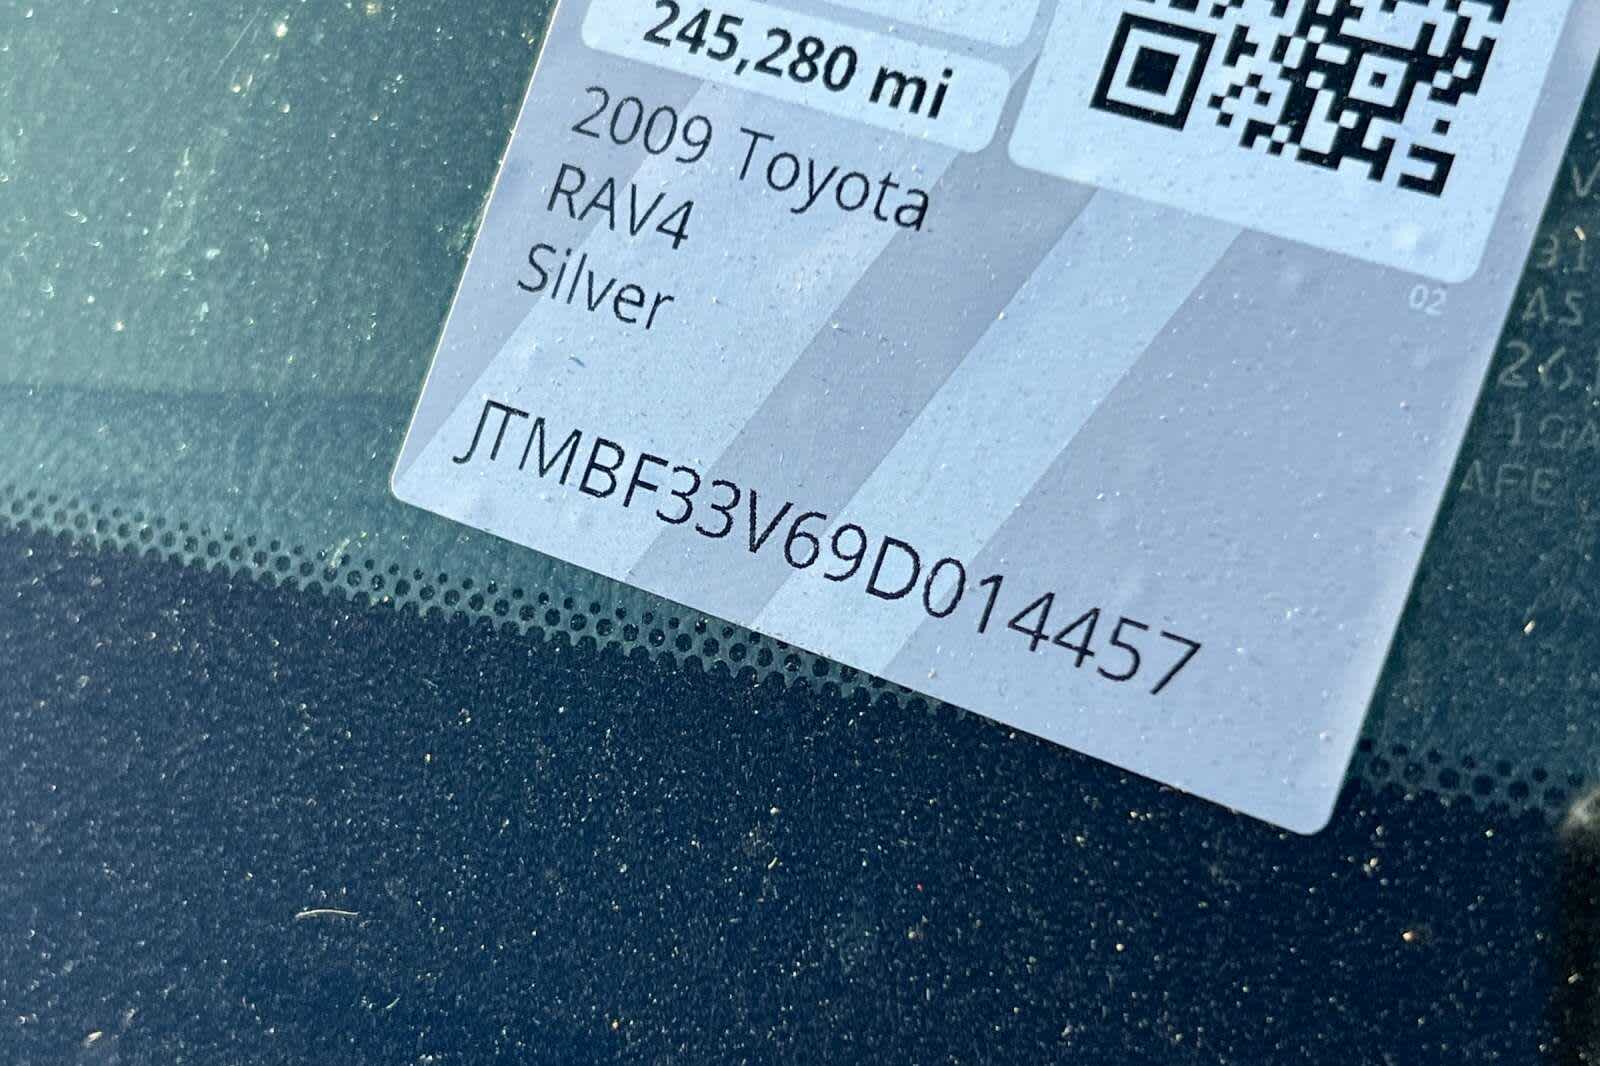 245,280 mi
2009 Toyota
RAV4
Silver
02
JTMBF33V69D014457